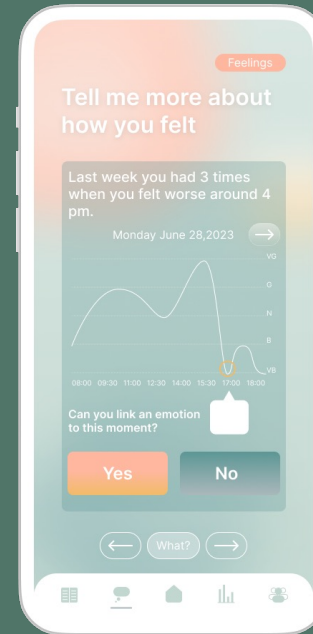 Feelings
Tell me more about
how you felt
Last week you had 3 times
when you felt worse around 4
pm.
Monday June 28,2023
VG
G
N
B
VB
08:00 09:30 11:00 12:30 14:00 15:30 17:00 18:00
Can you link an emotion
to this moment?
Yes
No
What?